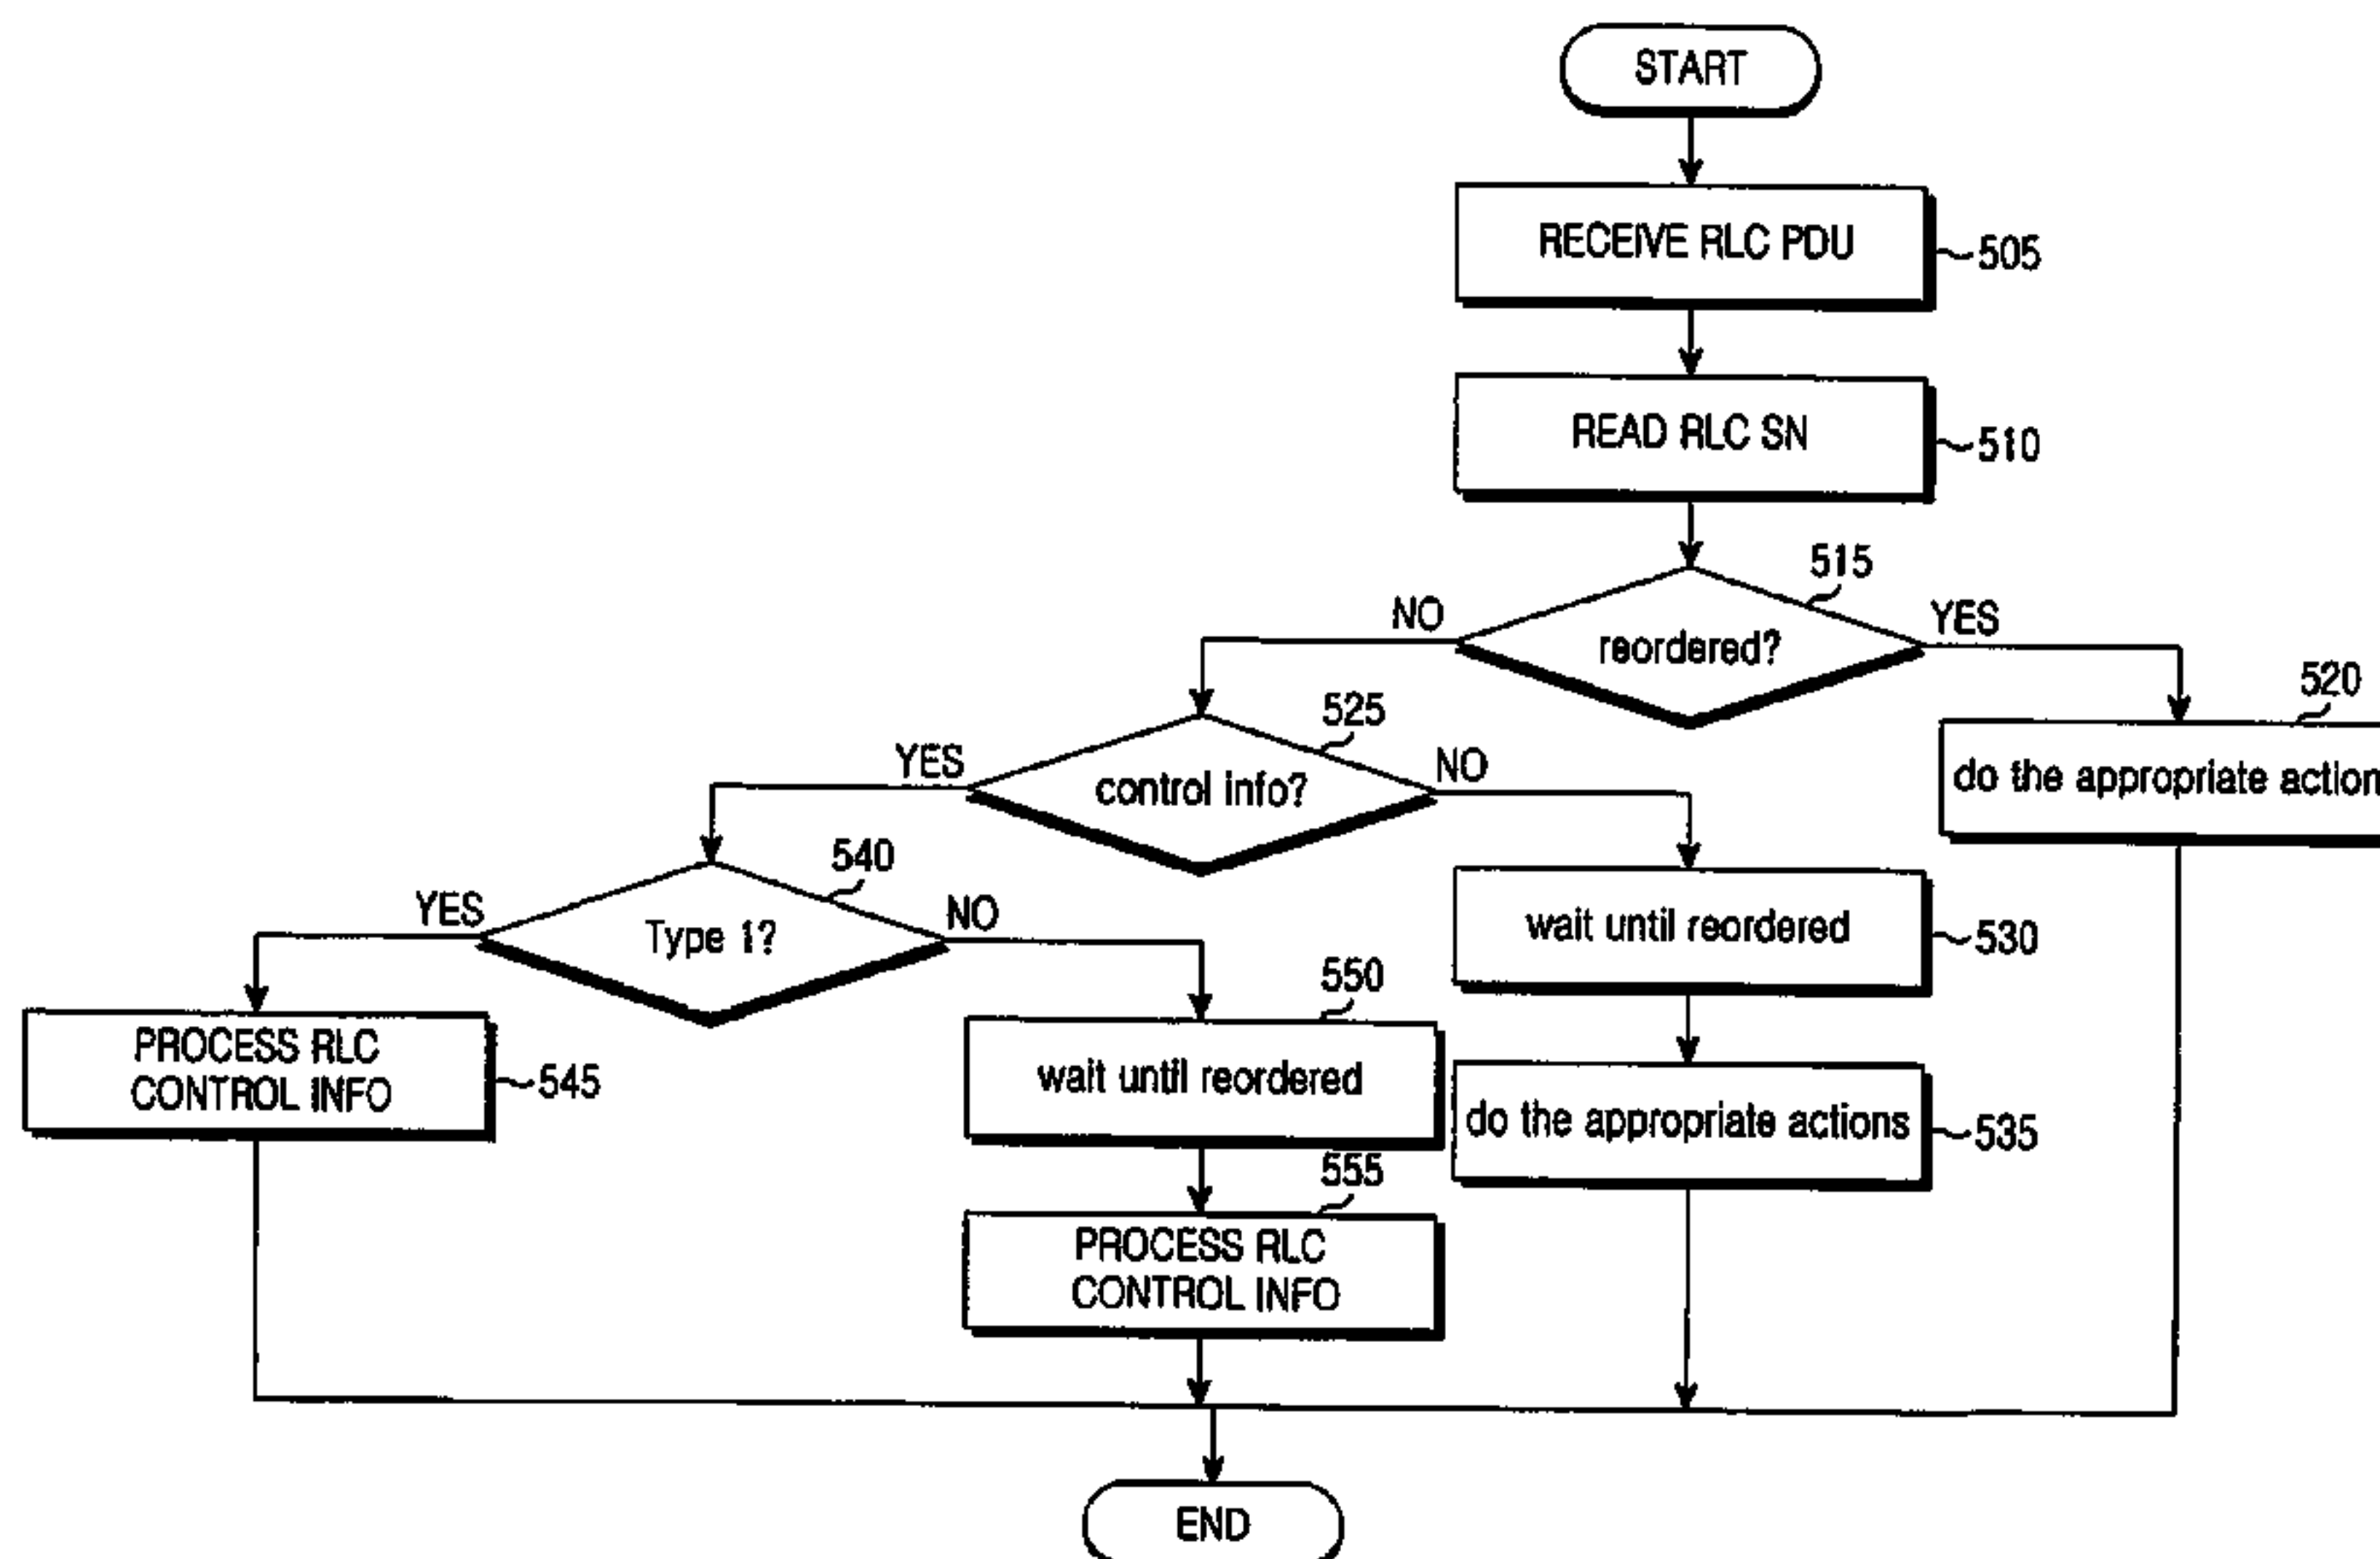 START
RECEIVE RLC PDU
505
READ RLC SN
510
515
NO
reordered?
YES
520
525
YES
control info?
NO
do the appropriate action
540
YES
Type 1?
NO
wait until reordered
530
550
PROCESS RLC
CONTROL INFO
545
wait until reordered
do the appropriate actions
535
555
PROCESS RLC
CONTROL INFO
END